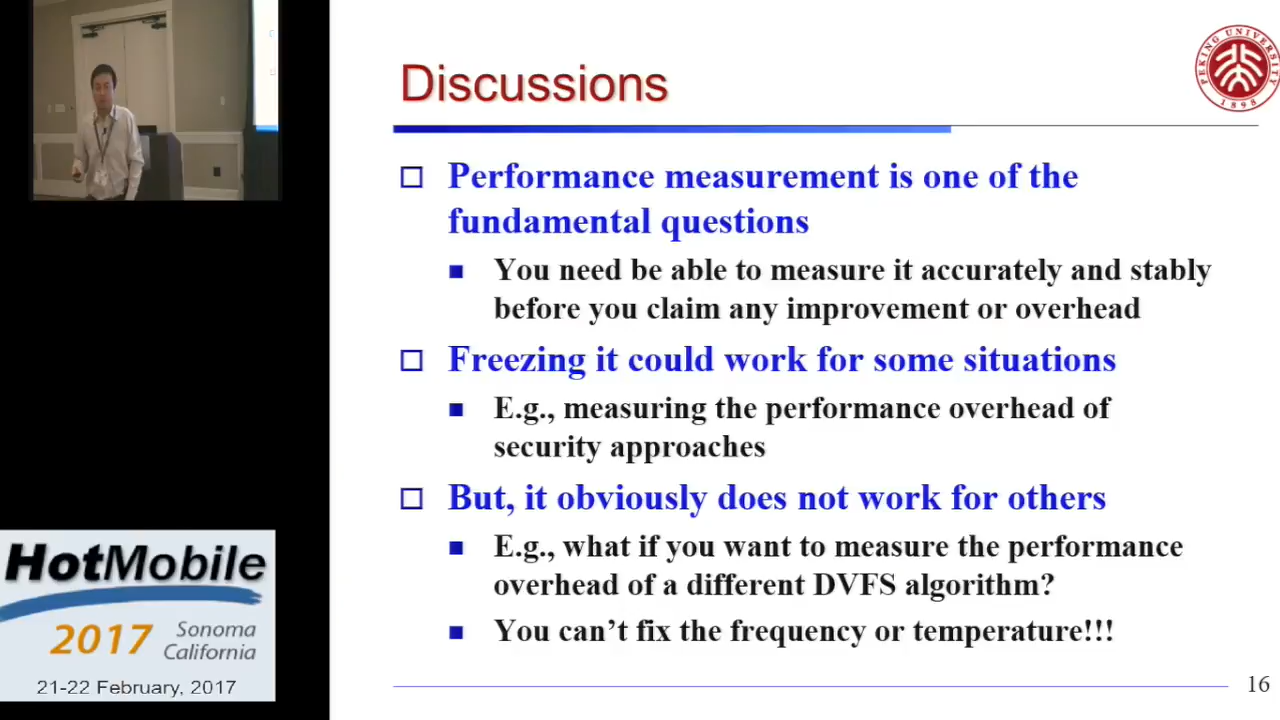 Discussions
PEKING UNIVERSITY
1898
Performance measurement is one of the
fundamental questions
You need be able to measure it accurately and stably
before you claim any improvement or overhead
Freezing it could work for some situations
E.g., measuring the performance overhead of
security approaches
But, it obviously does not work for others
E.g., what if you want to measure the performance
overhead of a different DVFS algorithm?
You can't fix the frequency or temperature!!!
16
HotMobile
2017 Sonoma
California
21-22 February, 2017